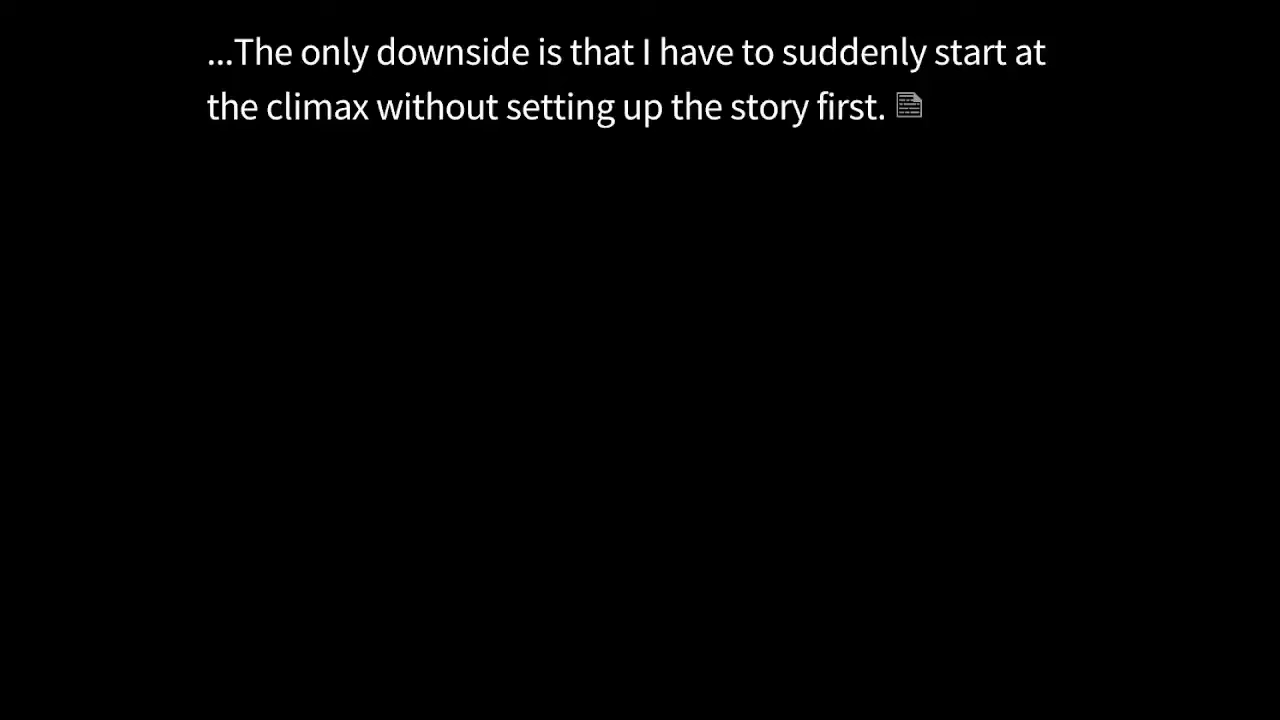 ...The only downside is that I have to suddenly start at
the climax without setting up the story first.